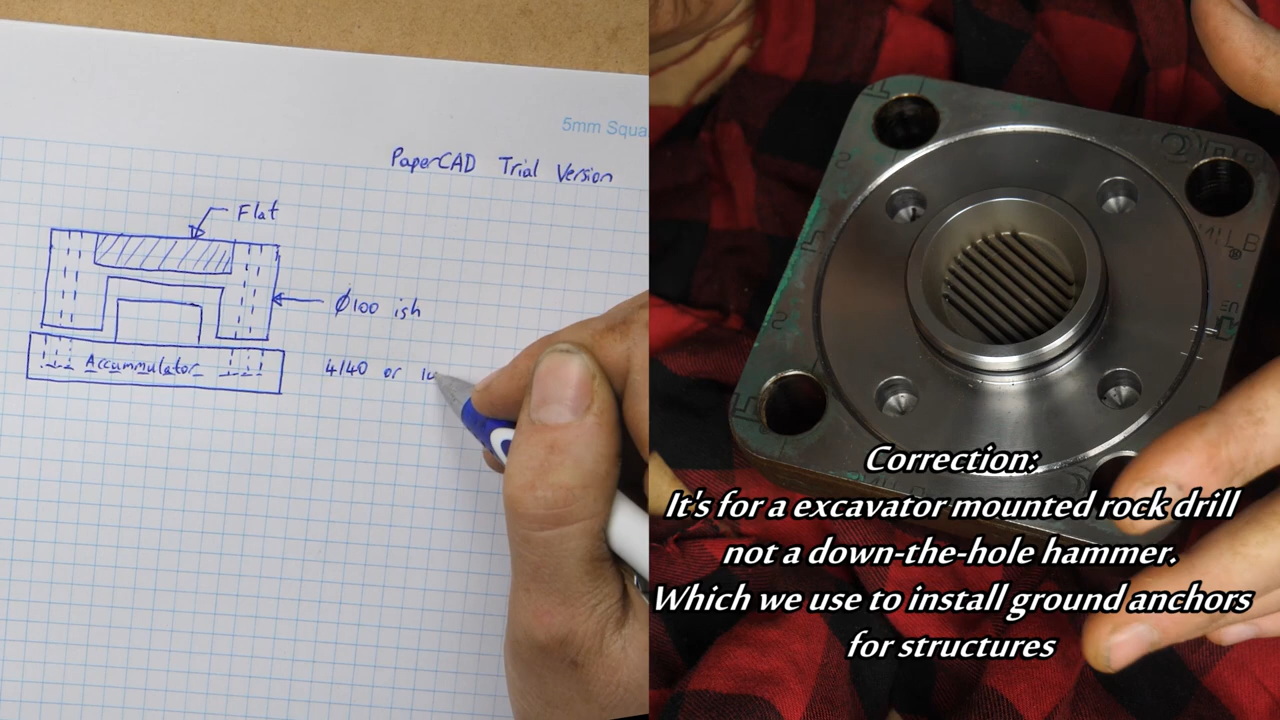 5mm Squa
PaperCAD Trial Version
Flat
Ø100 ish
Accummulator
4140 or
Correction:
It's for a excavator mounted rock drill
not a down-the-hole hammer.
Which we use to install ground anchors
for structures